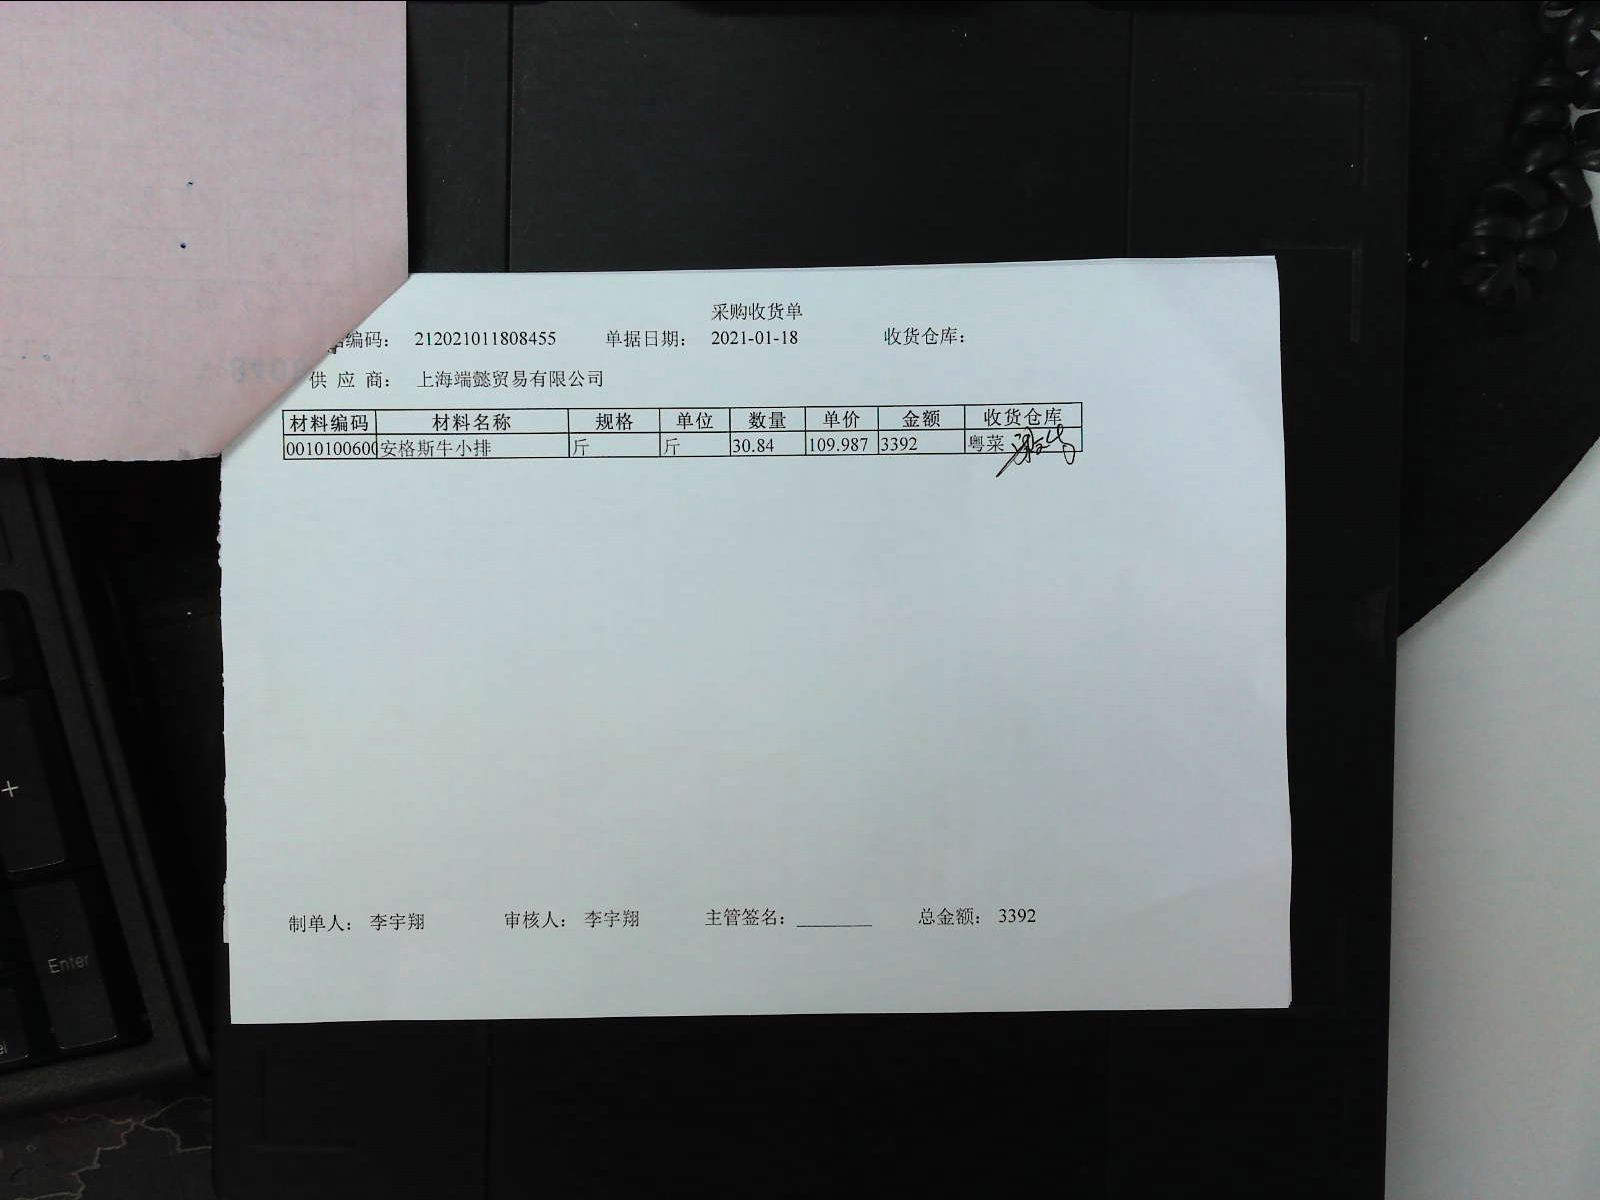 采购收货单
编码： 212021011808455 单据日期： 2021-01-18 收货仓库：
供 应 商： 上海端懿贸易有限公司
材料编码 材料名称 规格 单位 数量 单价 金额 收货仓库
0010100600 安格斯牛小排 斤 斤 30.84 109.987 3392 粤菜
制单人： 李宇翔 审核人： 李宇翔 主管签名： ________ 总金额： 3392
+
Enter